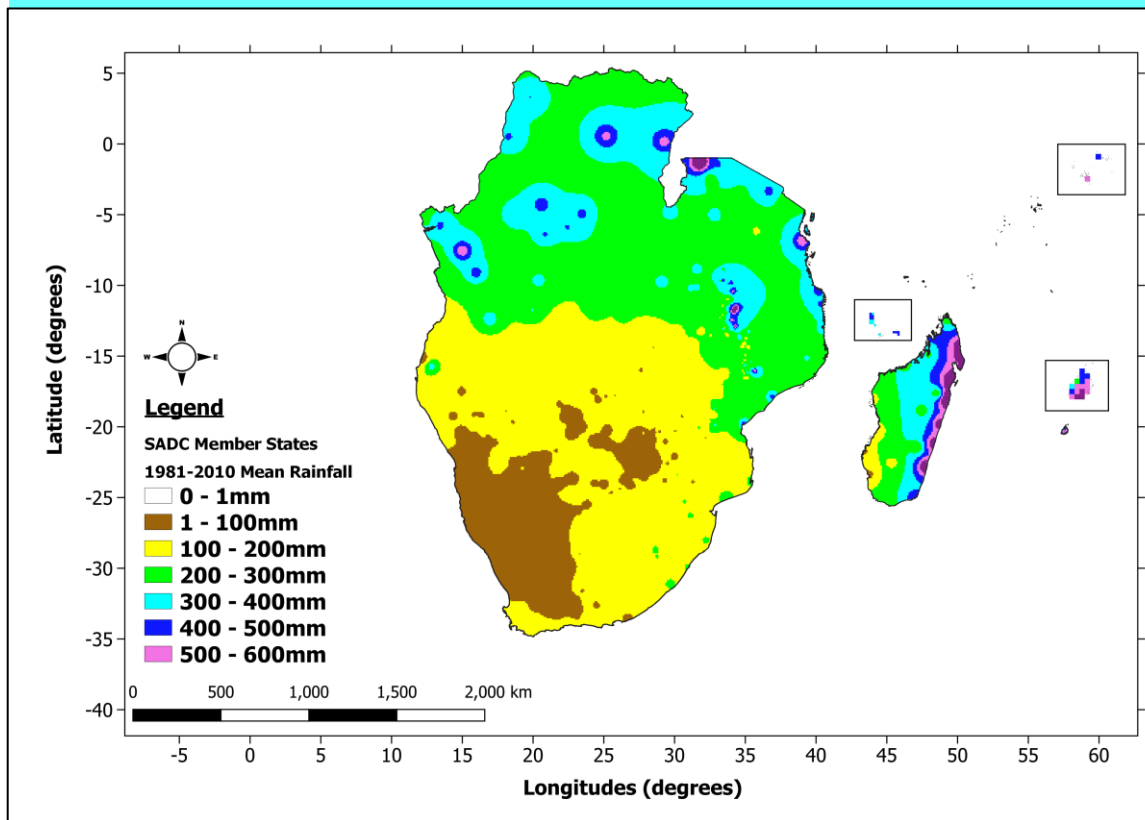 5
0
-5
-10
-15
-20
-25
-30
-35
-40
Latitude (degrees)
N
W E
S
Legend
SADC Member States
1981-2010 Mean Rainfall
0 - 1mm
1 - 100mm
100 - 200mm
200 - 300mm
300 - 400mm
400 - 500mm
500 - 600mm
0 500 1,000 1,500 2,000 km
-5 0 5 10 15 20 25 30 35 40 45 50 55 60
Longitudes (degrees)